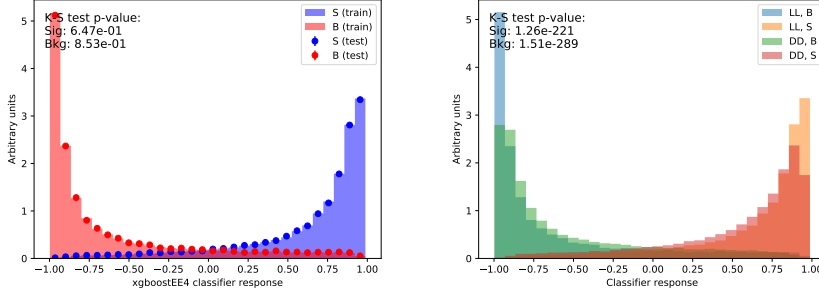 K-S test p-value:
Sig: 6.47e-01
Bkg: 8.53e-01
S (train)
B (train)
S (test)
B (test)
Arbitrary units
5
4
3
2
1
0
−1.00 −0.75 −0.50 −0.25 0.00 0.25 0.50 0.75 1.00
xgboostEE4 classifier response
K-S test p-value:
Sig: 1.26e-221
Bkg: 1.51e-289
LL, B
LL, S
DD, B
DD, S
Arbitrary units
5
4
3
2
1
0
−1.00 −0.75 −0.50 −0.25 0.00 0.25 0.50 0.75 1.00
Classifier response